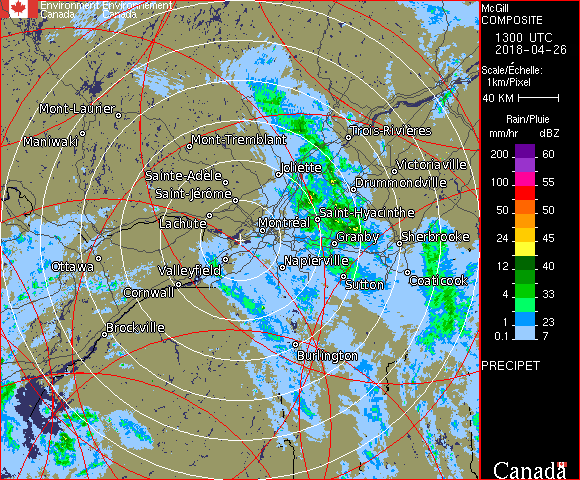 Environment Environnement
Canada Canada
McGill
COMPOSITE
1300 UTC
2018-04-26
Scale/Échelle:
1km/Pixel
40 KM
Rain/Pluie
mm/hr dBZ
200 60
100 55
50 50
24 45
12 40
4 33
1 23
0.1 7
PRECIPET
Canada
Mont-Laurier
Maniwaki
Mont-Tremblant
Trois-Rivières
Sainte-Adèle
Joliette
Victoriaville
Saint-Jérôme
Drummondville
Lachute
Saint-Hyacinthe
Montréal
Granby
Sherbrooke
Ottawa
Valleyfield
Napierville
Cornwall
Sutton
Coaticook
Brockville
Burlington